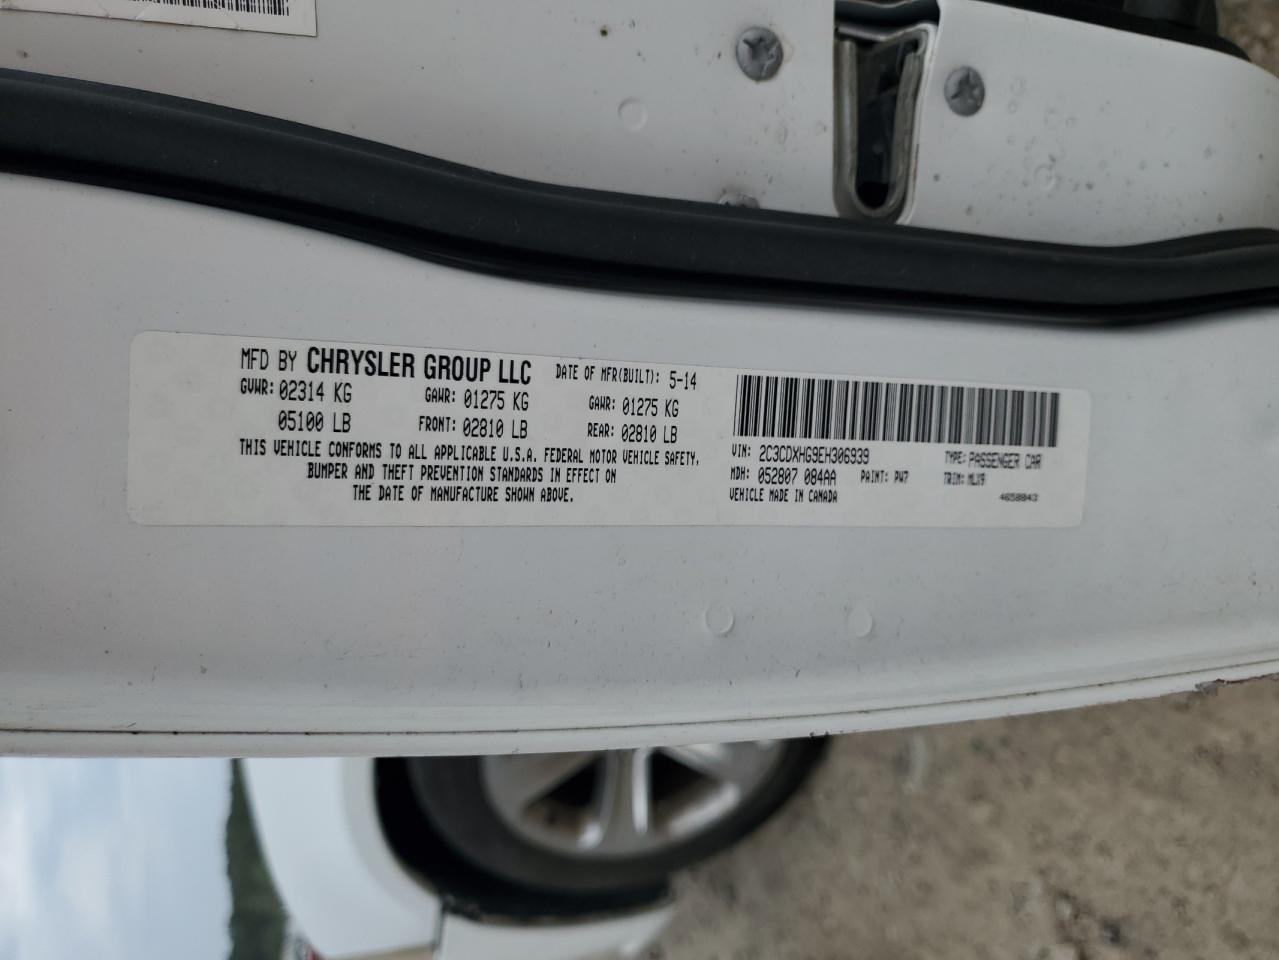 MFD BY CHRYSLER GROUP LLC DATE OF MFR(BUILT): 5-14
GVWR: 02314 KG GAWR: 01275 KG GAWR: 01275 KG
05100 LB FRONT: 02810 LB REAR: 02810 LB
THIS VEHICLE CONFORMS TO ALL APPLICABLE U.S.A. FEDERAL MOTOR VEHICLE SAFETY,
BUMPER AND THEFT PREVENTION STANDARDS IN EFFECT ON
THE DATE OF MANUFACTURE SHOWN ABOVE.
VIN: 2C3CDXHG9EH306939 TYPE: PASSENGER CAR
MDH: 052807 084AA PAINT: PW7 TRIM: MLX9
VEHICLE MADE IN CANADA 4658843